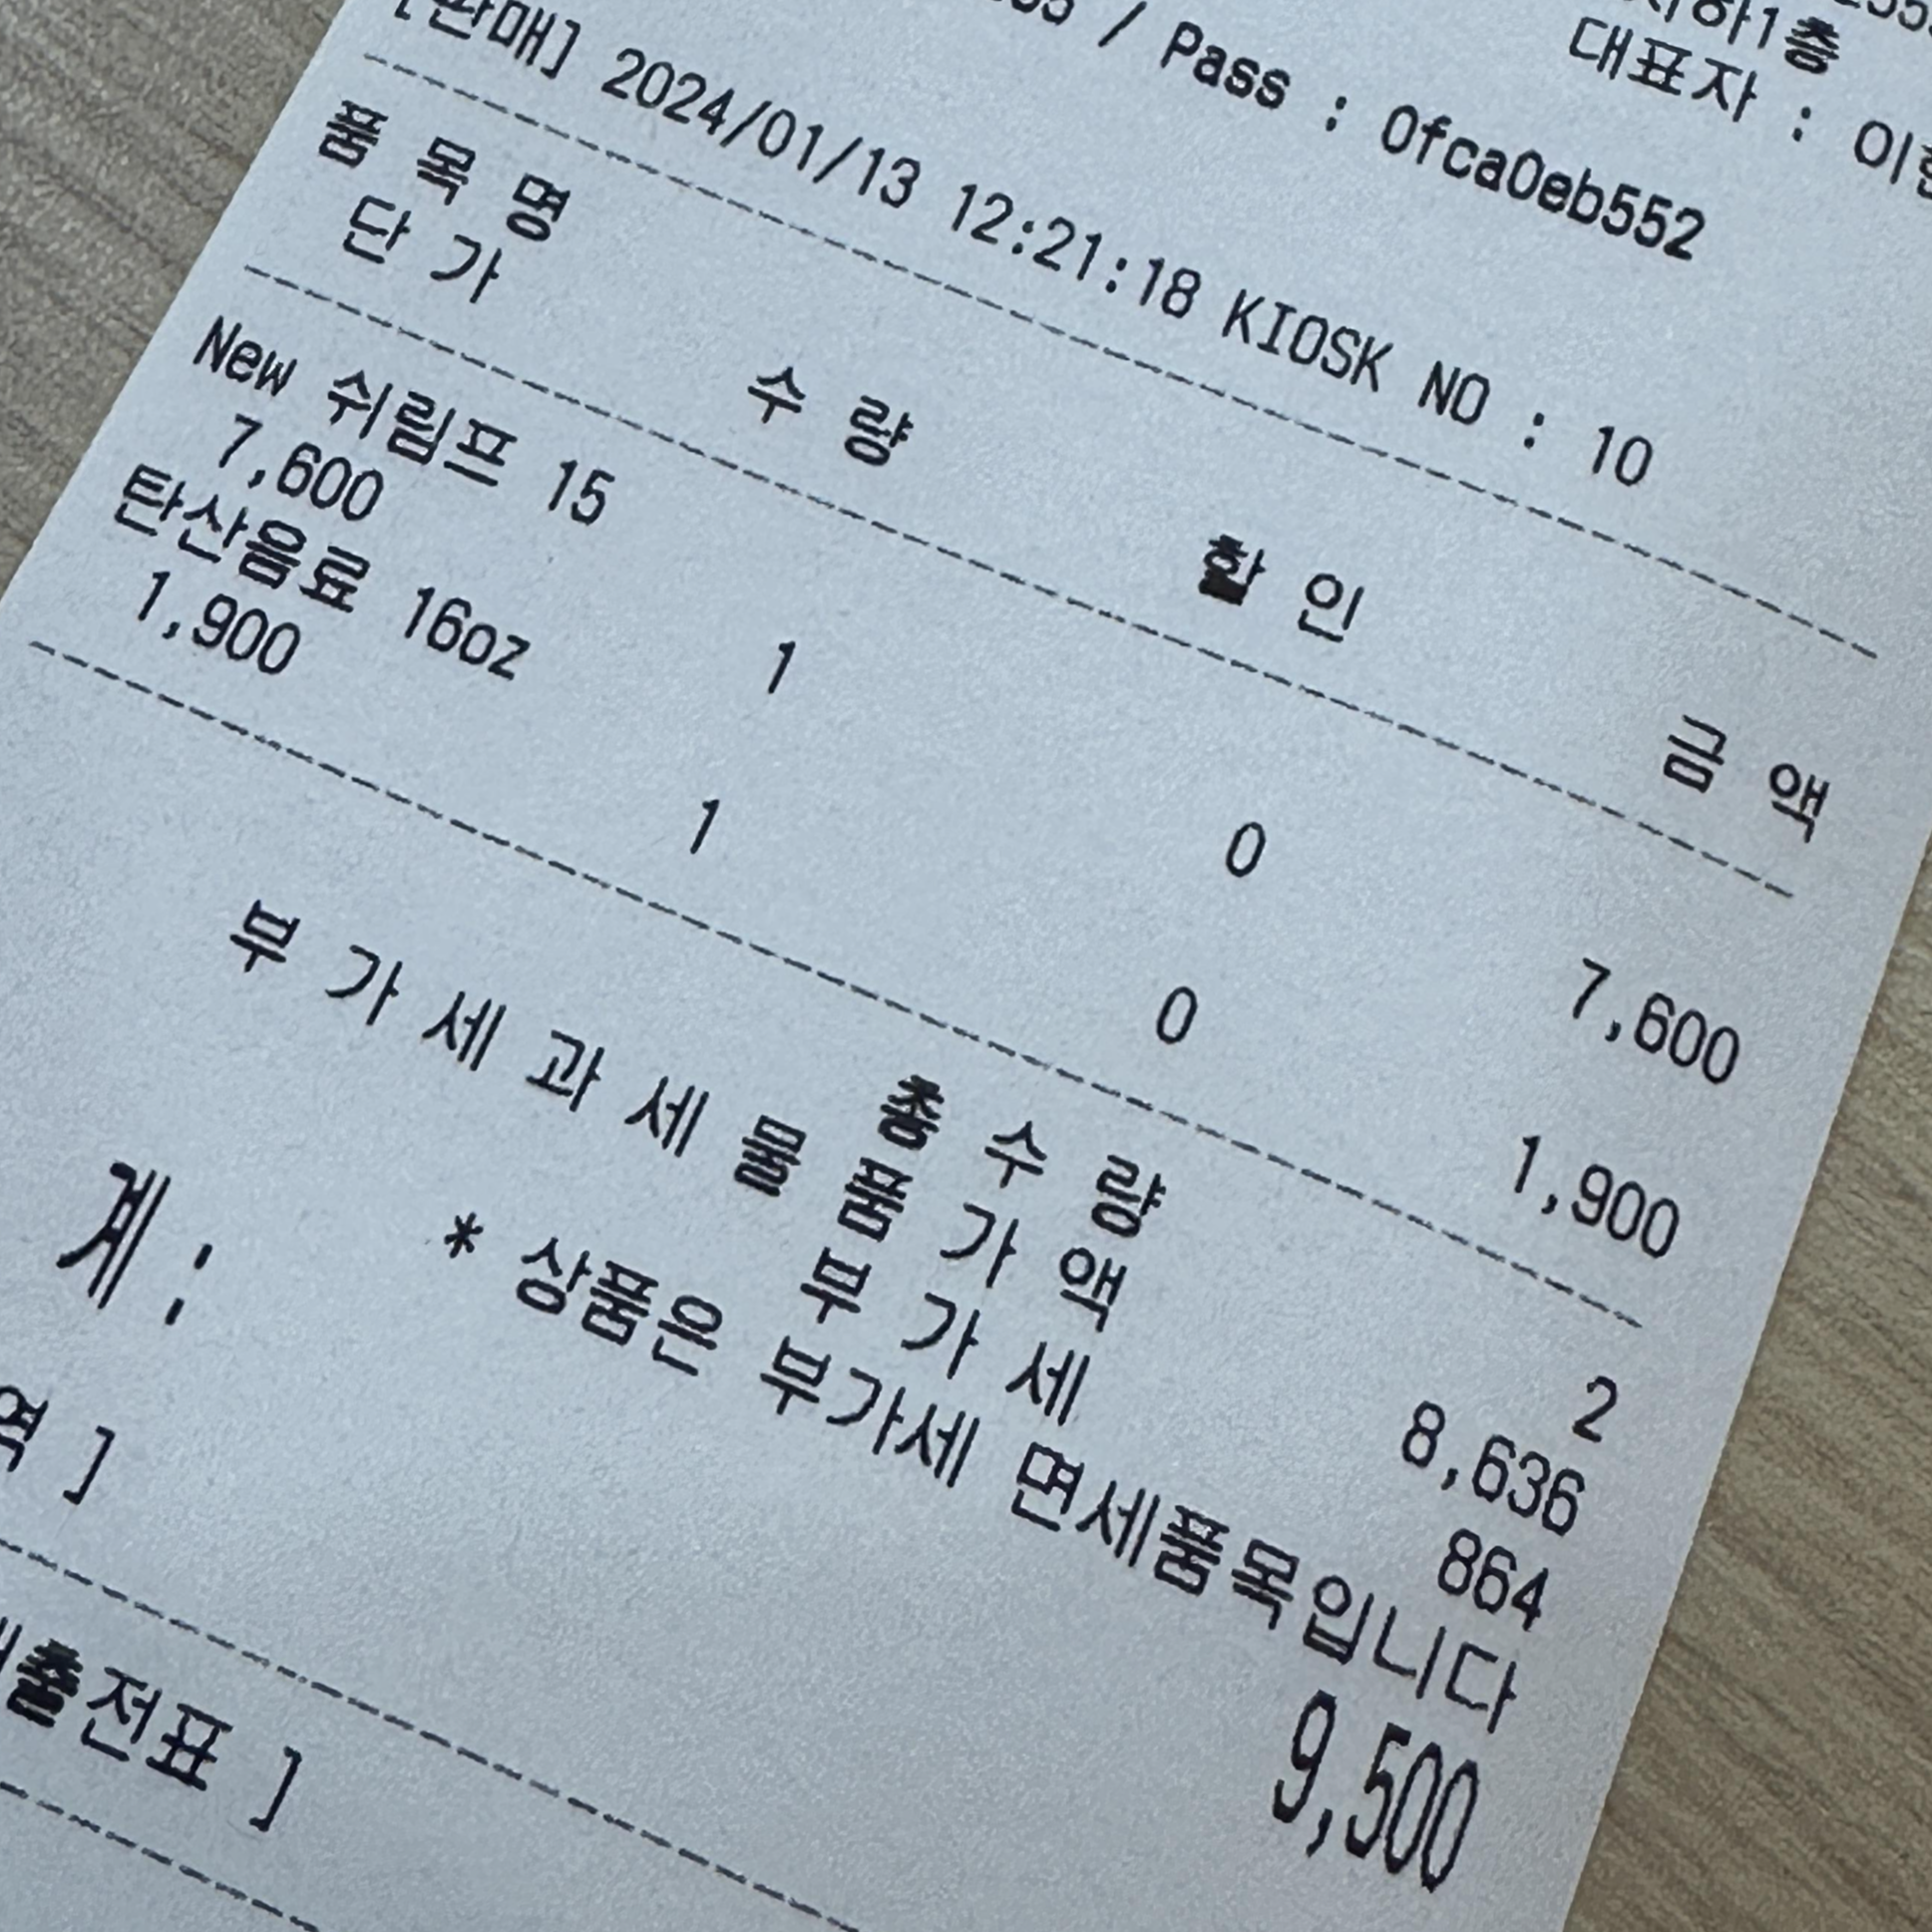 지하1층
대표자 : 이
/ Pass : 0fca0eb552
[판매] 2024/01/13 12:21:18 KIOSK NO : 10
품 목 명
단 가 수 량 할 인 금 액
New 쉬림프 15
7,600 1 0 7,600
탄산음료 16oz
1,900 1 0 1,900
총 수 량 2
부 가 세 과 세 물 품 가 액 8,636
부 가 세 864
* 상품은 부가세 면세품목입니다
계 : 9,500
역 ]
출전표 ]